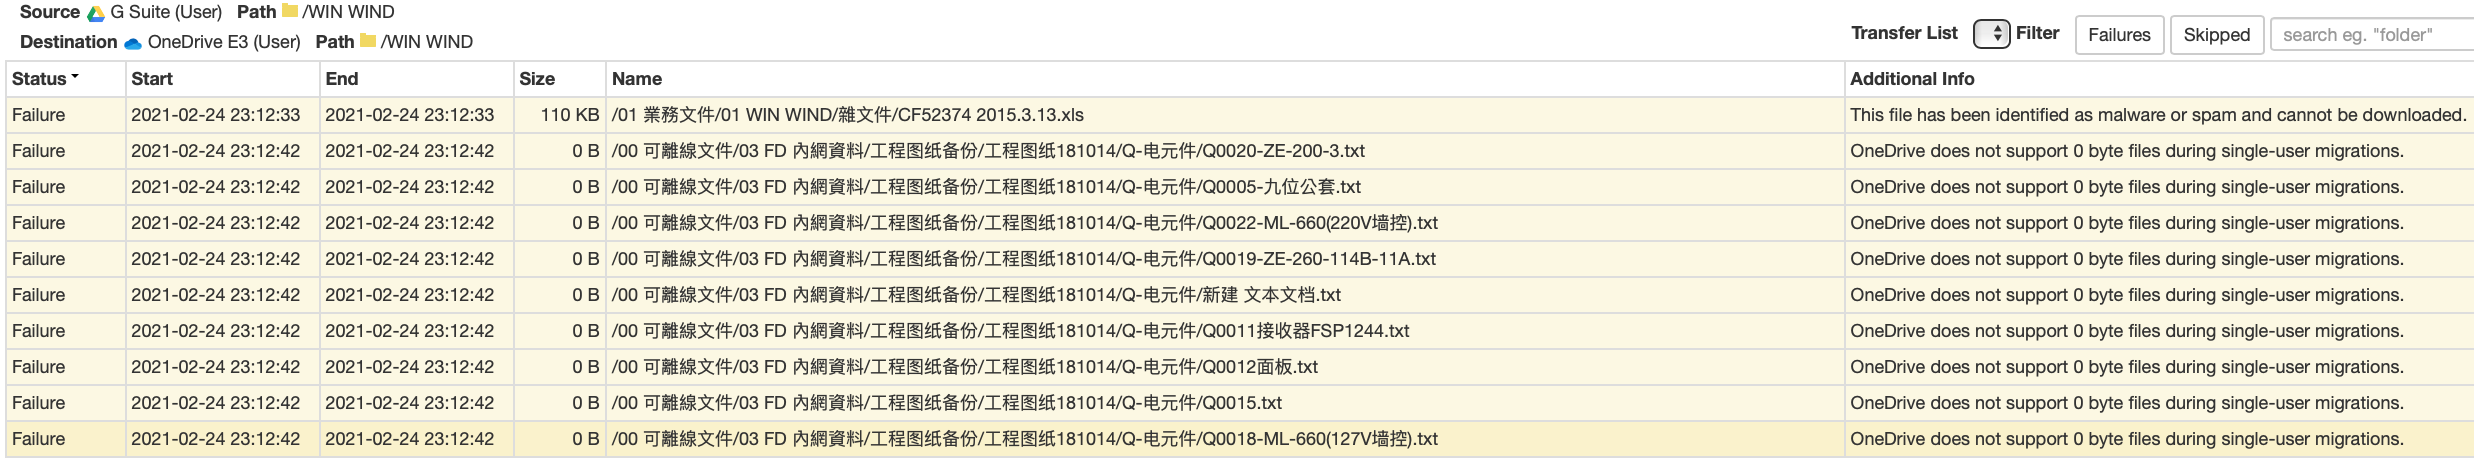 Source G Suite (User) Path /WIN WIND
Destination OneDrive E3 (User) Path /WIN WIND
Transfer List Filter Failures Skipped search eg. "folder"
Status Start End Size Name Additional Info
Failure 2021-02-24 23:12:33 2021-02-24 23:12:33 110 KB /01 業務文件/01 WIN WIND/雜文件/CF52374 2015.3.13.xls This file has been identified as malware or spam and cannot be downloaded.
Failure 2021-02-24 23:12:42 2021-02-24 23:12:42 0 B /00 可離線文件/03 FD 內網資料/工程图纸备份/工程图纸181014/Q-电元件/Q0020-ZE-200-3.txt OneDrive does not support 0 byte files during single-user migrations.
Failure 2021-02-24 23:12:42 2021-02-24 23:12:42 0 B /00 可離線文件/03 FD 內網資料/工程图纸备份/工程图纸181014/Q-电元件/Q0005-九位公套.txt OneDrive does not support 0 byte files during single-user migrations.
Failure 2021-02-24 23:12:42 2021-02-24 23:12:42 0 B /00 可離線文件/03 FD 內網資料/工程图纸备份/工程图纸181014/Q-电元件/Q0022-ML-660(220V墙控).txt OneDrive does not support 0 byte files during single-user migrations.
Failure 2021-02-24 23:12:42 2021-02-24 23:12:42 0 B /00 可離線文件/03 FD 內網資料/工程图纸备份/工程图纸181014/Q-电元件/Q0019-ZE-260-114B-11A.txt OneDrive does not support 0 byte files during single-user migrations.
Failure 2021-02-24 23:12:42 2021-02-24 23:12:42 0 B /00 可離線文件/03 FD 內網資料/工程图纸备份/工程图纸181014/Q-电元件/新建 文本文档.txt OneDrive does not support 0 byte files during single-user migrations.
Failure 2021-02-24 23:12:42 2021-02-24 23:12:42 0 B /00 可離線文件/03 FD 內網資料/工程图纸备份/工程图纸181014/Q-电元件/Q0011接收器FSP1244.txt OneDrive does not support 0 byte files during single-user migrations.
Failure 2021-02-24 23:12:42 2021-02-24 23:12:42 0 B /00 可離線文件/03 FD 內網資料/工程图纸备份/工程图纸181014/Q-电元件/Q0012面板.txt OneDrive does not support 0 byte files during single-user migrations.
Failure 2021-02-24 23:12:42 2021-02-24 23:12:42 0 B /00 可離線文件/03 FD 內網資料/工程图纸备份/工程图纸181014/Q-电元件/Q0015.txt OneDrive does not support 0 byte files during single-user migrations.
Failure 2021-02-24 23:12:42 2021-02-24 23:12:42 0 B /00 可離線文件/03 FD 內網資料/工程图纸备份/工程图纸181014/Q-电元件/Q0018-ML-660(127V墙控).txt OneDrive does not support 0 byte files during single-user migrations.